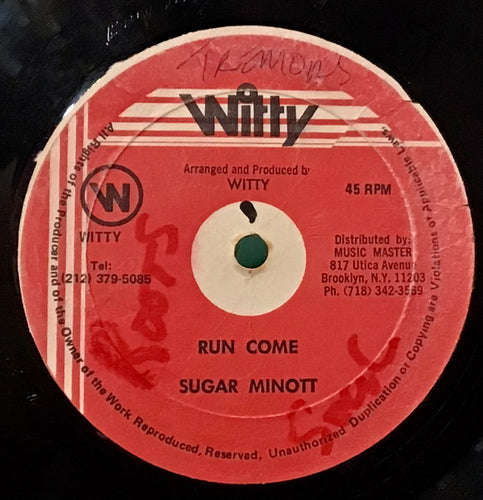 TREMORS
Witty
Arranged and Produced by
WITTY
45 RPM
W
WITTY
Tel:
(212) 379-5085
Distributed by:
MUSIC MASTER
817 Utica Avenue
Brooklyn, N.Y. 11203
Ph. (718) 342-3539
ROOTS
RUN COME
SUGAR MINOTT
All Rights of the Producer and of the Owner of the Work Reproduced, Reserved, Unauthorized Duplication or Copying are Violations of Applicable Laws.